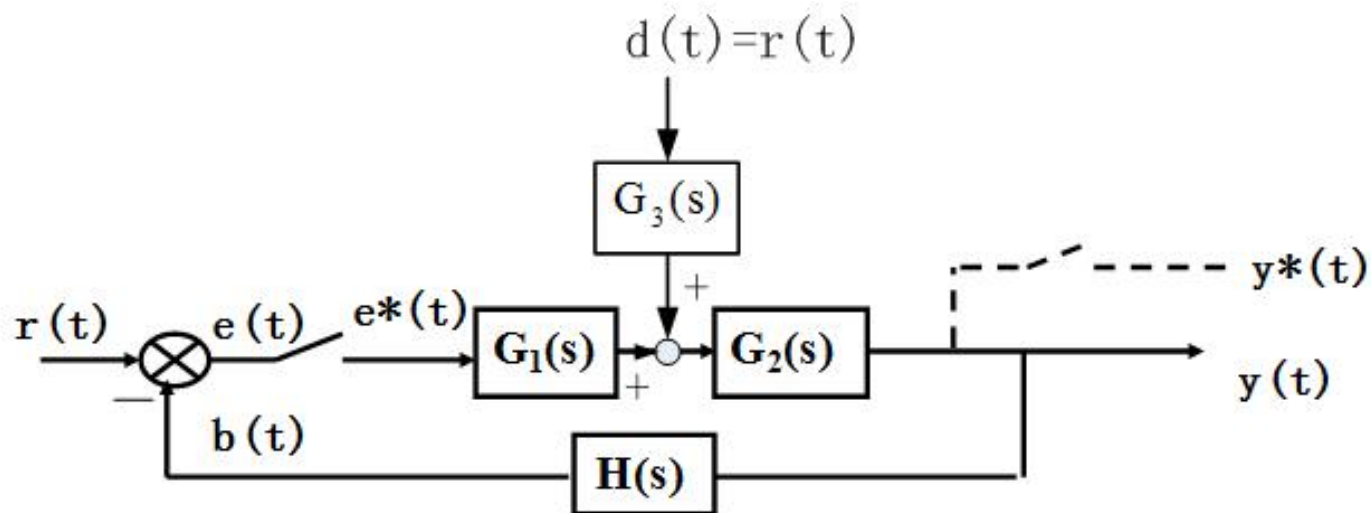 d(t)=r(t)
G₃(s)
+
y*(t)
r(t)
e(t)
e*(t)
G₁(s)
+
G₂(s)
y(t)
—
b(t)
H(s)